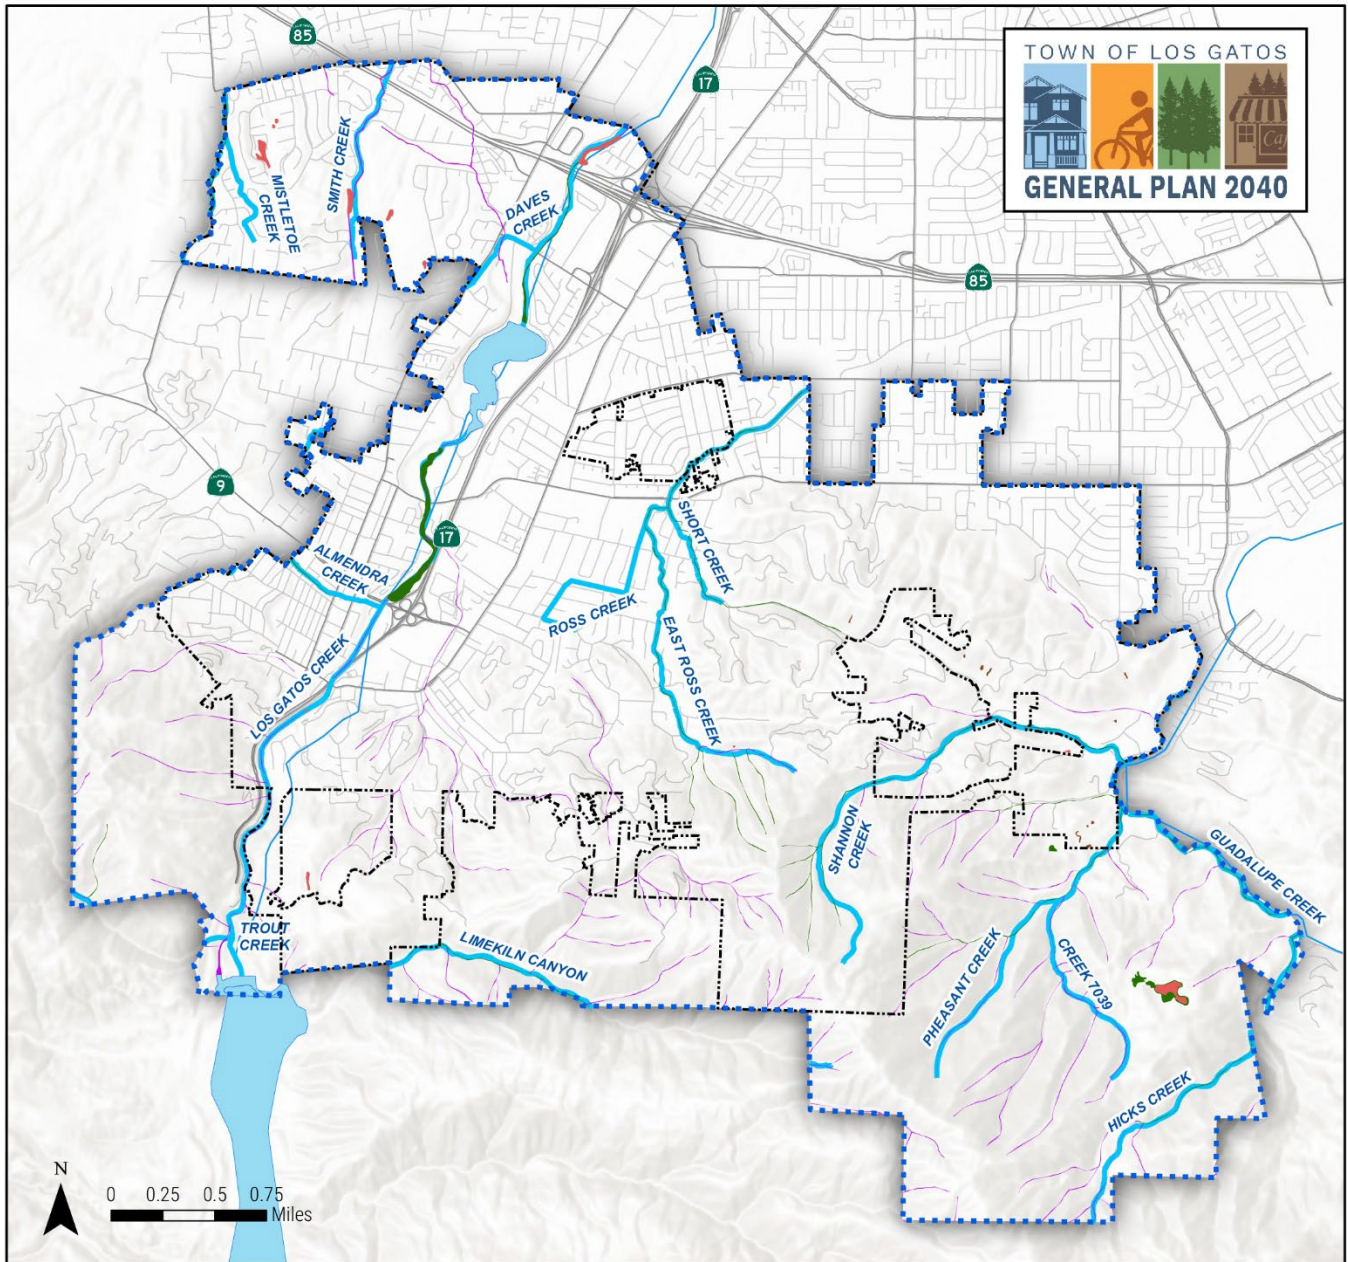 85
17
TOWN OF LOS GATOS
Caf
GENERAL PLAN 2040
SMITH CREEK
MISTLETOE
CREEK
DAVES
CREEK
85
9
17
ALMENDRA
CREEK
SHORT CREEK
ROSS CREEK
EAST ROSS CREEK
LOS GATOS CREEK
SHANNON
CREEK
GUADALUPE CREEK
TROUT
CREEK
LIMEKILN CANYON
PHEASANT CREEK
CREEK 7039
HICKS CREEK
N
0 0.25 0.5 0.75
Miles